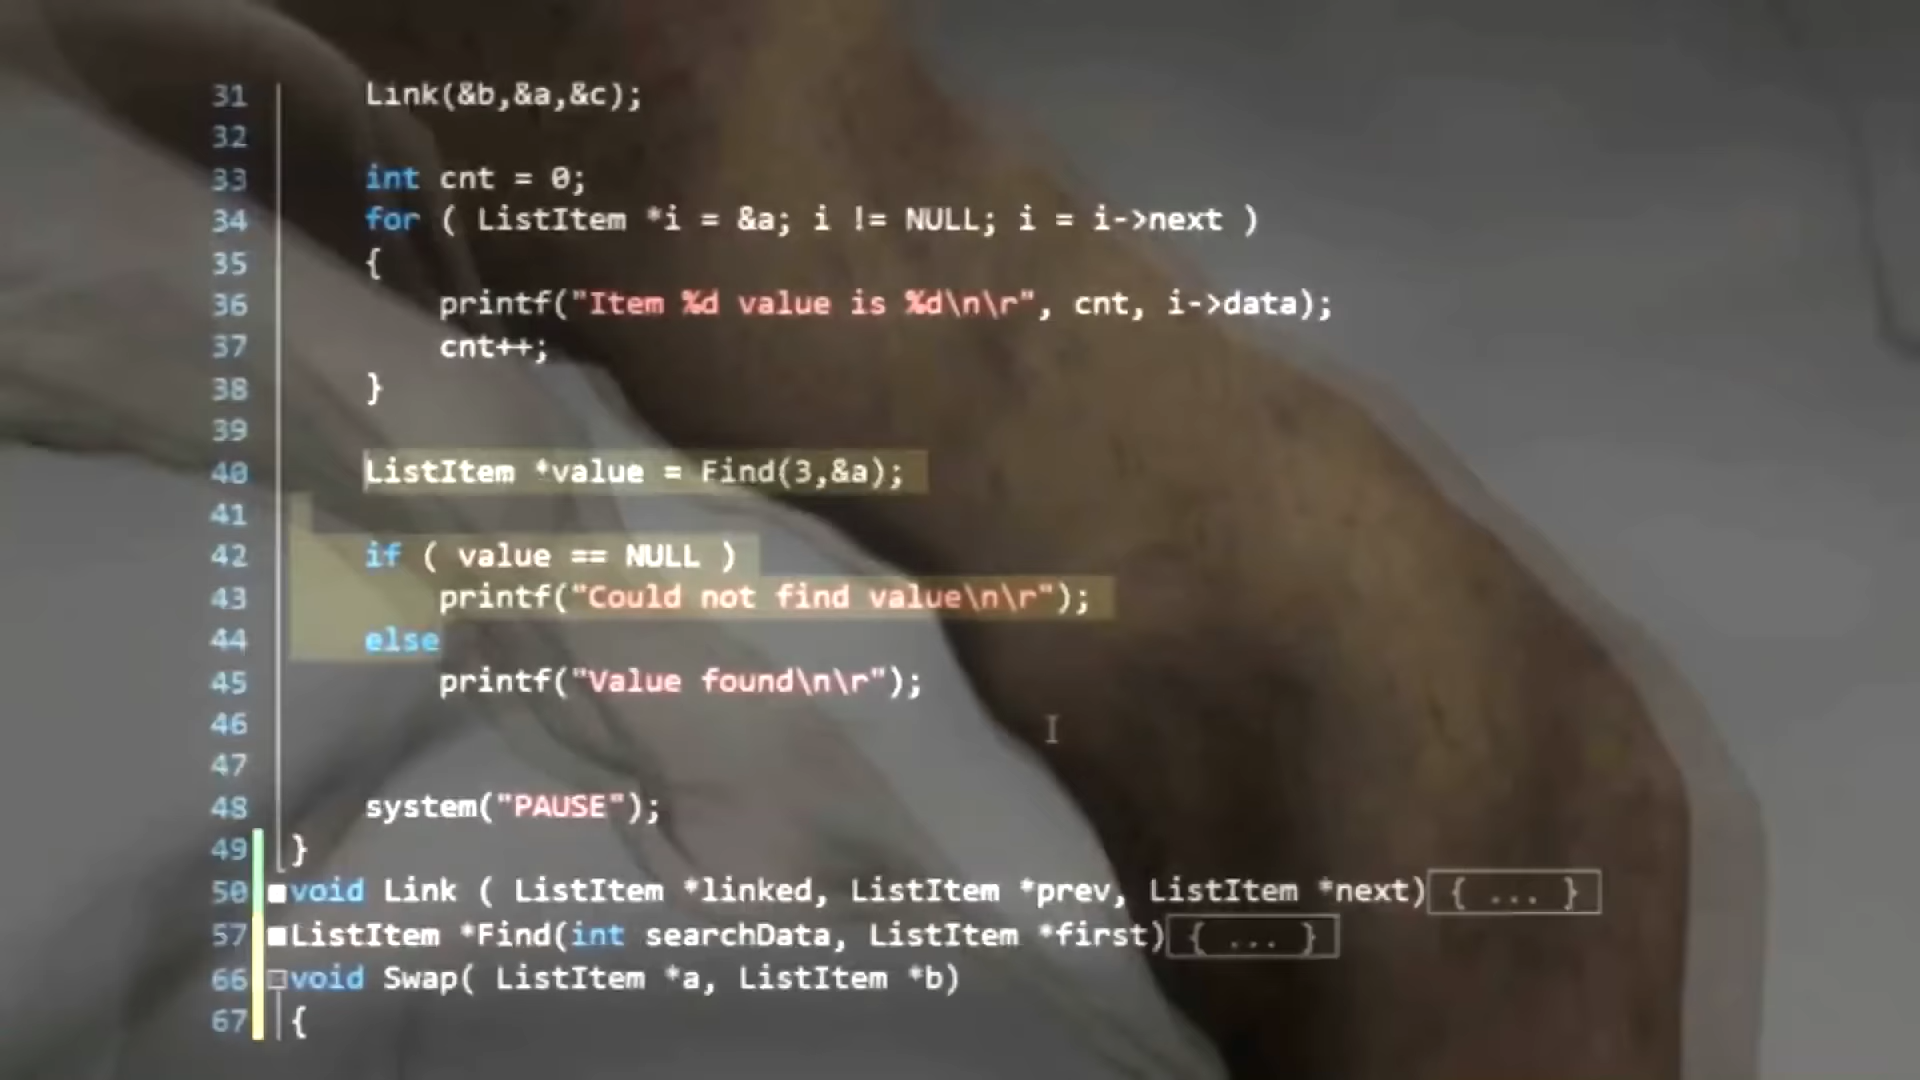 31 Link(&b,&a,&c);
32
33 int cnt = 0;
34 for ( ListItem *i = &a; i != NULL; i = i->next )
35 {
36 printf("Item %d value is %d\n\r", cnt, i->data);
37 cnt++;
38 }
39
40 ListItem *value = Find(3,&a);
41
42 if ( value == NULL )
43 printf("Could not find value\n\r");
44 else
45 printf("Value found\n\r");
46
47
48 system("PAUSE");
49 }
50 void Link ( ListItem *linked, ListItem *prev, ListItem *next){ ... }
57 ListItem *Find(int searchData, ListItem *first){ ... }
66 void Swap( ListItem *a, ListItem *b)
67 {